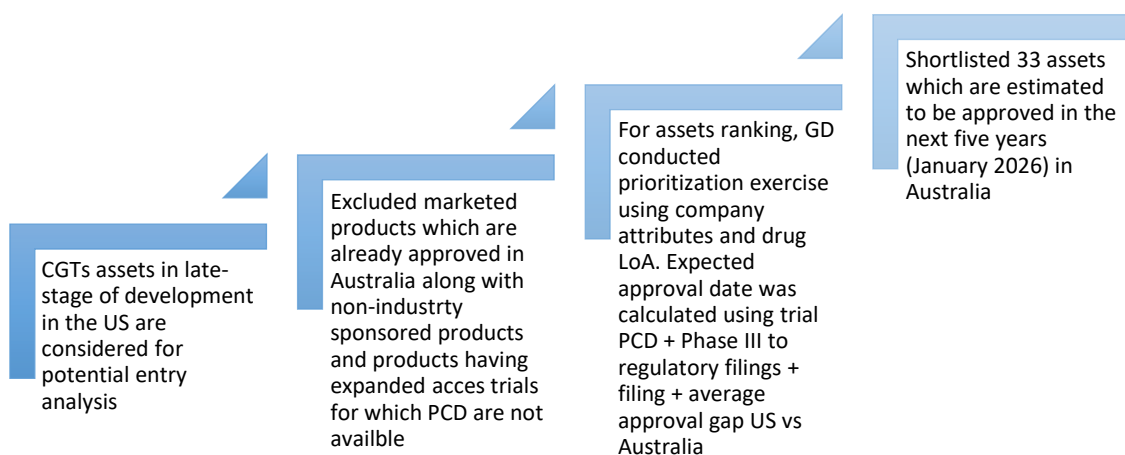 CGTs assets in late-
stage of development
in the US are
considered for
potential entry
analysis
Excluded marketed
products which are
already approved in
Australia along with
non-industrty
sponsored products
and products having
expanded acces trials
for which PCD are not
availble
For assets ranking, GD
conducted
prioritization exercise
using company
attributes and drug
LoA. Expected
approval date was
calculated using trial
PCD + Phase III to
regulatory filings +
filing + average
approval gap US vs
Australia
Shortlisted 33 assets
which are estimated
to be approved in the
next five years
(January 2026) in
Australia